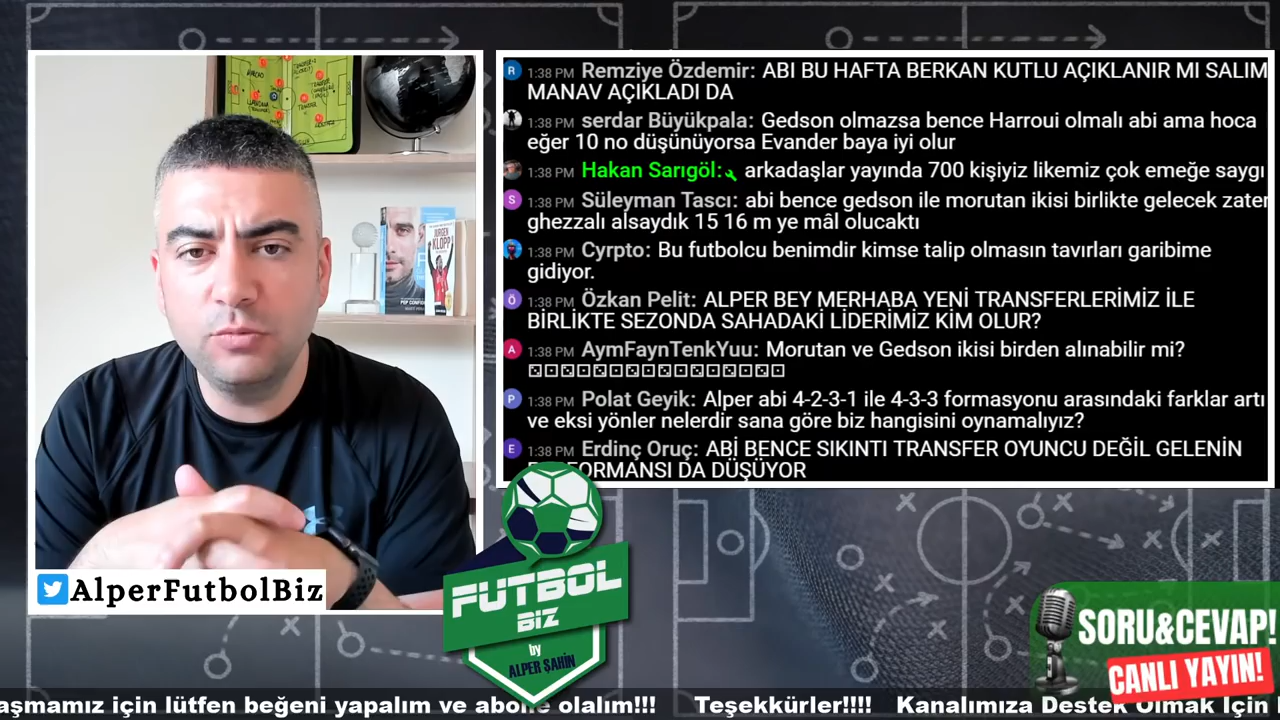 R 1:38 PM Remziye Özdemir: ABI BU HAFTA BERKAN KUTLU AÇIKLANIR MI SALIM
MANAV AÇIKLADI DA
1:38 PM serdar Büyükpala: Gedson olmazsa bence Harroui olmalı abi ama hoca
eğer 10 no düşünüyorsa Evander baya iyi olur
1:38 PM Hakan Sarıgöl: arkadaşlar yayında 700 kişiyiz likemiz çok emeğe saygı
S 1:38 PM Süleyman Tascı: abi bence gedson ile morutan ikisi birlikte gelecek zater
ghezzalı alsaydık 15 16 m ye mâl olucaktı
1:38 PM Cyrpto: Bu futbolcu benimdir kimse talip olmasın tavırları garibime
gidiyor.
Ö 1:38 PM Özkan Pelit: ALPER BEY MERHABA YENİ TRANSFERLERİMİZ İLE
BİRLİKTE SEZONDA SAHADAKİ LİDERİMİZ KİM OLUR?
A 1:38 PM AymFaynTenkYuu: Morutan ve Gedson ikisi birden alınabilir mi?
P 1:38 PM Polat Geyik: Alper abi 4-2-3-1 ile 4-3-3 formasyonu arasındaki farklar artı
ve eksi yönler nelerdir sana göre biz hangisini oynamalıyız?
E 1:38 PM Erdinç Oruç: ABİ BENCE SIKINTI TRANSFER OYUNCU DEĞİL GELENİN
FORMANSI DA DÜŞÜYOR
JURGEN
KLOPP
AlperFutbolBiz
FUTBOL
BIZ
by
ALPER ŞAHİN
SORU&CEVAP!
CANLI YAYIN!
aşmamız için lütfen beğeni yapalım ve abone olalım!!! Teşekkürler!!!! Kanalımıza Destek Olmak İçin